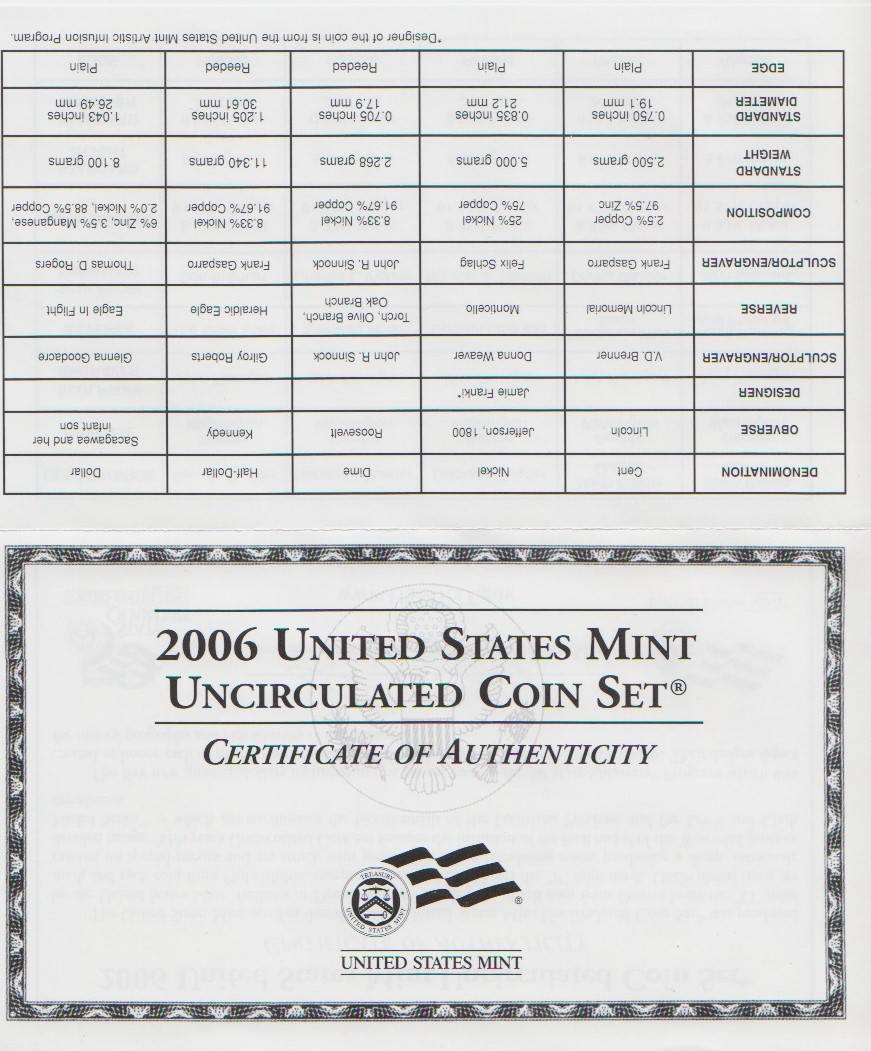 DENOMINATION Cent Nickel Dime Half-Dollar Dollar
OBVERSE Lincoln Jefferson, 1800 Roosevelt Kennedy Sacagawea and her
infant son
DESIGNER Jamie Franki*
SCULPTOR/ENGRAVER V.D. Brenner Donna Weaver John R. Sinnock Gilroy Roberts Glenna Goodacre
REVERSE Lincoln Memorial Monticello Torch, Olive Branch, Heraldic Eagle Eagle In Flight
Oak Branch
SCULPTOR/ENGRAVER Frank Gasparro Felix Schlag John R. Sinnock Frank Gasparro Thomas D. Rogers
COMPOSITION 2.5% Copper 25% Nickel 8.33% Nickel 8.33% Nickel 6% Zinc, 3.5% Manganese,
97.5% Zinc 75% Copper 91.67% Copper 91.67% Copper 2.0% Nickel, 88.5% Copper
STANDARD 2.500 grams 5.000 grams 2.268 grams 11.340 grams 8.100 grams
WEIGHT
STANDARD 0.750 inches 0.835 inches 0.705 inches 1.205 inches 1.043 inches
DIAMETER 19.1 mm 21.2 mm 17.9 mm 30.61 mm 26.49 mm
EDGE Plain Plain Reeded Reeded Plain
*Designer of the coin is from the United States Mint Artistic Infusion Program.
2006 UNITED STATES MINT
UNCIRCULATED COIN SET®
CERTIFICATE OF AUTHENTICITY
TREASURY
UNITED STATES MINT
®
UNITED STATES MINT